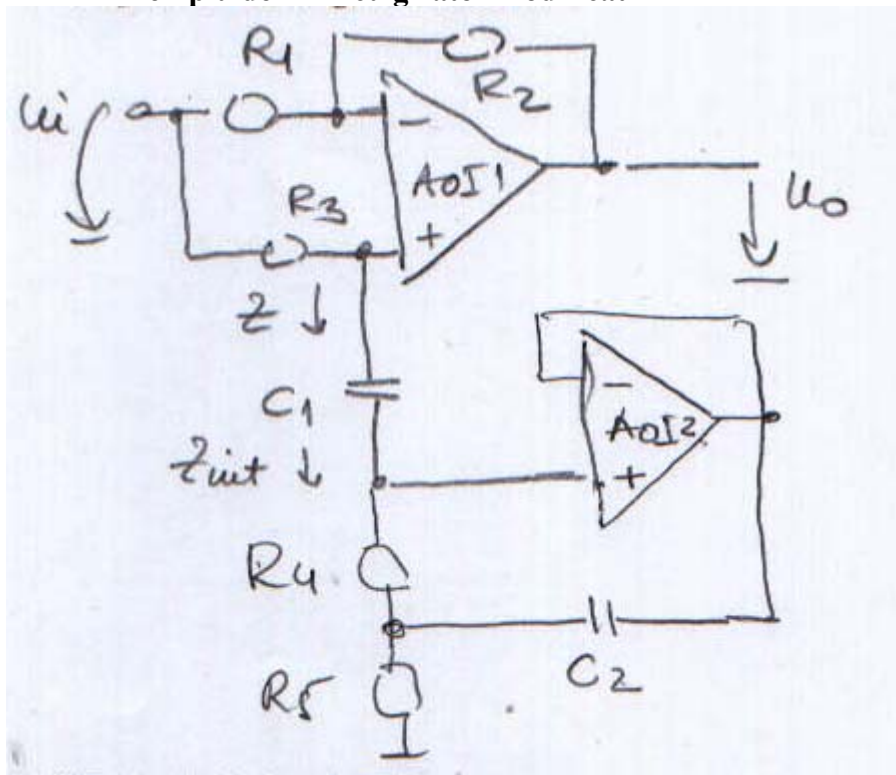 R1
R2
ui
-
AOI1
R3
+
uo
Z
C1
-
AOI2
Zint
+
R4
C2
R5